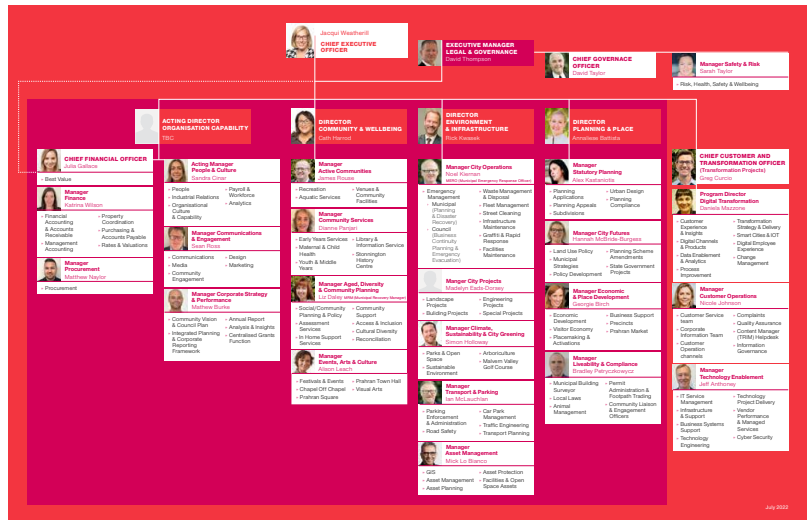 Jacqui Weatherill
CHIEF EXECUTIVE
OFFICER
EXECUTIVE MANAGER
LEGAL & GOVERNANCE
David Thompson
CHIEF GOVERNACE
OFFICER
David Taylor
Manager Safety & Risk
Sarah Taylor
• Risk, Health, Safety & Wellbeing
ACTING DIRECTOR
ORGANISATION CAPABILITY
TBC
DIRECTOR
COMMUNITY & WELLBEING
Cath Harrod
DIRECTOR
ENVIRONMENT
& INFRASTRUCTURE
Rick Kwasek
DIRECTOR
PLANNING & PLACE
Annaliese Battista
CHIEF FINANCIAL OFFICER
Julia Gallace
• Best Value
Manager
Finance
Katrina Wilson
• Financial
Accounting
& Accounts
Receivable
• Management
Accounting
• Property
Coordination
• Purchasing &
Accounts Payable
• Rates & Valuations
Manager
Procurement
Matthew Naylor
• Procurement
Acting Manager
People & Culture
Sandra Cinar
• People
• Industrial Relations
• Organisational
Culture
& Capability
• Payroll &
Workforce
• Analytics
Manager Communications
& Engagement
Sean Ross
• Communications
• Media
• Community
Engagement
• Design
• Marketing
Manager Corporate Strategy
& Performance
Mathew Burke
• Community Vision
& Council Plan
• Integrated Planning
& Corporate
Reporting
Framework
• Annual Report
• Analysis & Insights
• Centralised Grants
Function
Manager
Active Communities
James Rouse
• Recreation
• Aquatic Services
• Venues &
Community
Facilities
Manager
Community Services
Dianne Panjari
• Early Years Services
• Maternal & Child
Health
• Youth & Middle
Years
• Library &
Information Service
• Stonnington
History
Centre
Manager Aged, Diversity
& Community Planning
Liz Daley MRM (Municipal Recovery Manager)
• Social/Community
Planning & Policy
• Assessment
Services
• In Home Support
Services
• Community
Support
• Access & Inclusion
• Cultural Diversity
• Reconciliation
Manager
Events, Arts & Culture
Alison Leach
• Festivals & Events
• Chapel Off Chapel
• Prahran Square
• Prahran Town Hall
• Visual Arts
Manager City Operations
Noel Kiernan
MERO (Municipal Emergency Response Officer)
• Emergency
Management
• Municipal
(Planning
& Disaster
Recovery)
• Council
(Business
Continuity
Planning &
Emergency
Evacuation)
• Waste Management
& Disposal
• Fleet Management
• Street Cleaning
• Infrastructure
Maintenance
• Graffiti & Rapid
Response
• Facilities
Maintenance
Manger City Projects
Madelyn Eads-Dorsey
• Landscape
Projects
• Building Projects
• Engineering
Projects
• Special Projects
Manager Climate,
Sustainability & City Greening
Simon Holloway
• Parks & Open
Space
• Sustainable
Environment
• Arboriculture
• Malvern Valley
Golf Course
Manager
Transport & Parking
Ian McLauchlan
• Parking
Enforcement
& Administration
• Road Safety
• Car Park
Management
• Traffic Engineering
• Transport Planning
Manager
Asset Management
Mick Lo Bianco
• GIS
• Asset Management
• Asset Planning
• Asset Protection
• Facilities & Open
Space Assets
Manager
Statutory Planning
Alex Kastaniotis
• Planning
Applications
• Planning Appeals
• Subdivisions
• Urban Design
• Planning
Compliance
Manager City Futures
Hannah McBride-Burgess
• Land Use Policy
• Municipal
Strategies
• Policy Development
• Planning Scheme
Amendments
• State Government
Projects
Manager Economic
& Place Development
Georgie Birch
• Economic
Development
• Visitor Economy
• Placemaking &
Activations
• Business Support
• Precincts
• Prahran Market
Manager
Liveability & Compliance
Bradley Patryczkowycz
• Municipal Building
Surveyor
• Local Laws
• Animal
Management
• Permit
Administration &
Footpath Trading
• Community Liaison
& Engagement
Officers
CHIEF CUSTOMER AND
TRANSFORMATION OFFICER
(Transformation Projects)
Greg Curcio
Program Director
Digital Transformation
Daniela Mazzone
• Customer
Experience
& Insights
• Digital Channels
& Products
• Data Enablement
& Analytics
• Process
Improvement
• Transformation
Strategy & Delivery
• Smart Cities & IOT
• Digital Employee
Experience
• Change
Management
Manager
Customer Operations
Nicole Johnson
• Customer Service
team
• Corporate
Information Team
• Customer
Operation
channels
• Complaints
• Quality Assurance
• Content Manager
(TRIM) Helpdesk
• Information
Governance
Manager
Technology Enablement
Jeff Anthoney
• IT Service
Management
• Infrastructure
& Support
• Business Systems
Support
• Technology
Engineering
• Technology
Project Delivery
• Vendor
Performance
& Managed
Services
• Cyber Security
July 2022